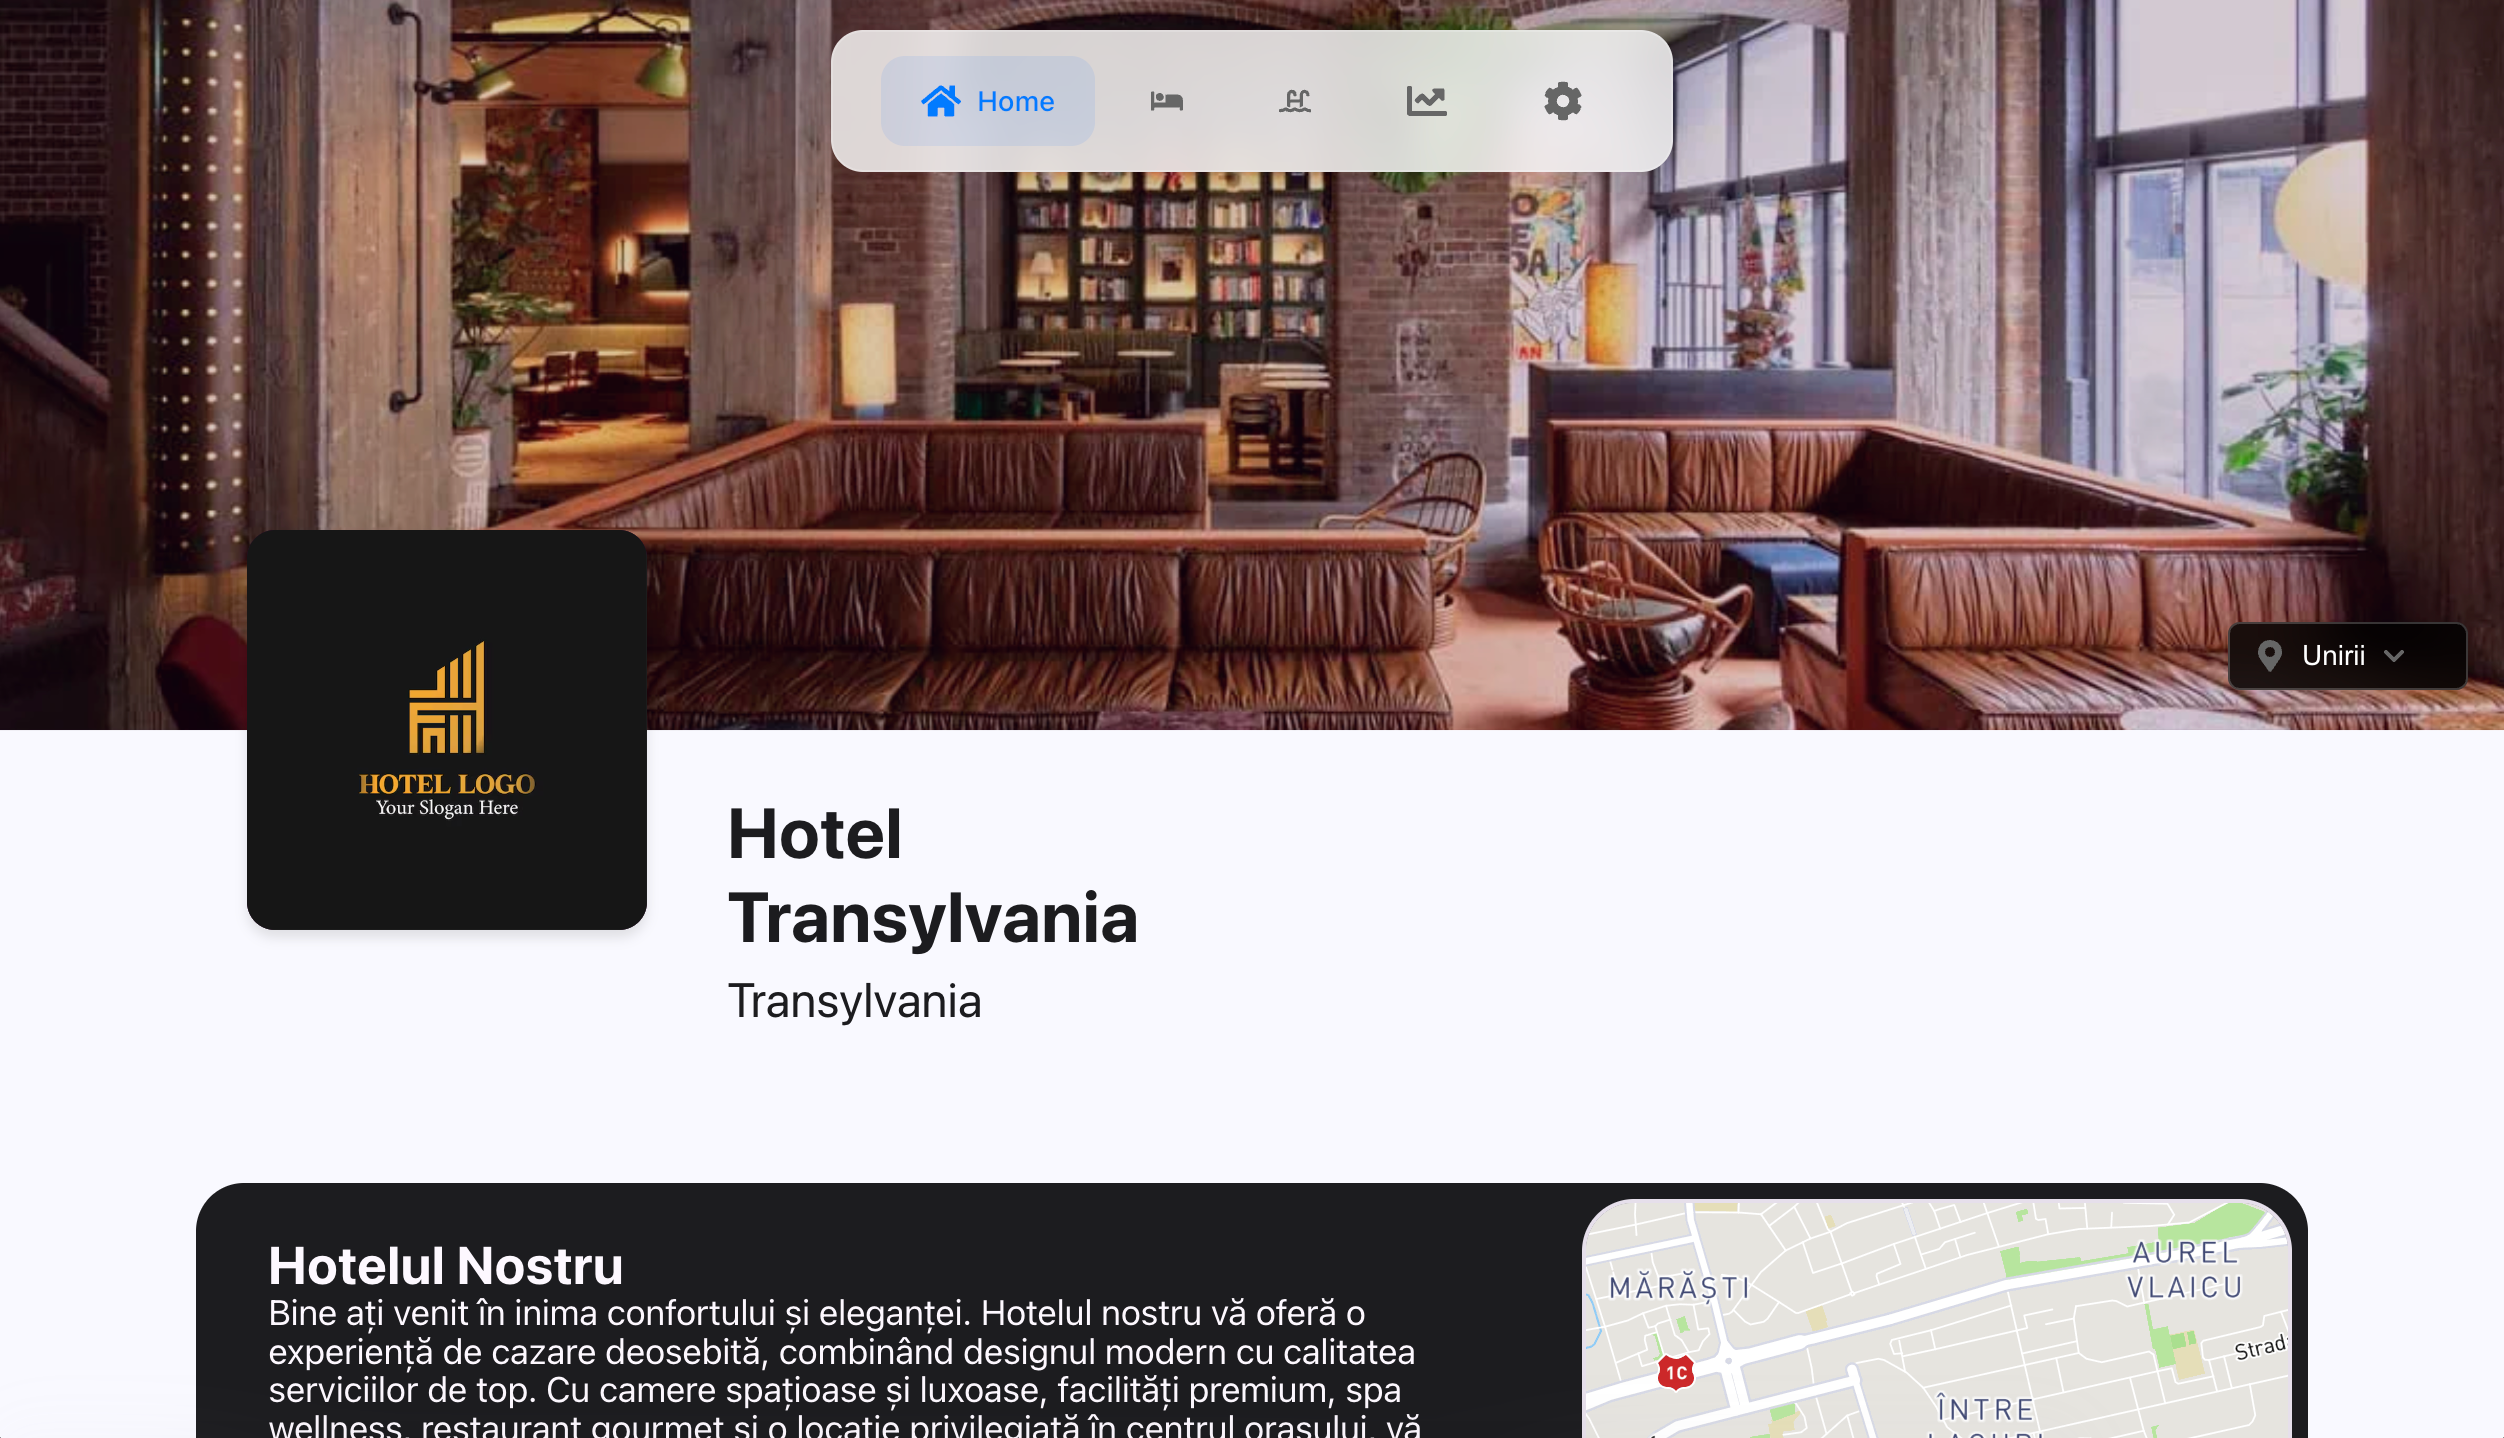 Home
Unirii
HOTEL LOGO
Your Slogan Here
Hotel
Transylvania
Transylvania
Hotelul Nostru
Bine ați venit în inima confortului și eleganței. Hotelul nostru vă oferă o
experiență de cazare deosebită, combinând designul modern cu calitatea
serviciilor de top. Cu camere spațioase și luxoase, facilități premium, spa
wellness, restaurant gourmet și o locație privilegiată în centrul orașului, vă
MĂRĂȘTI
AUREL
VLAICU
Strad
1C
ÎNTRE
LACURI